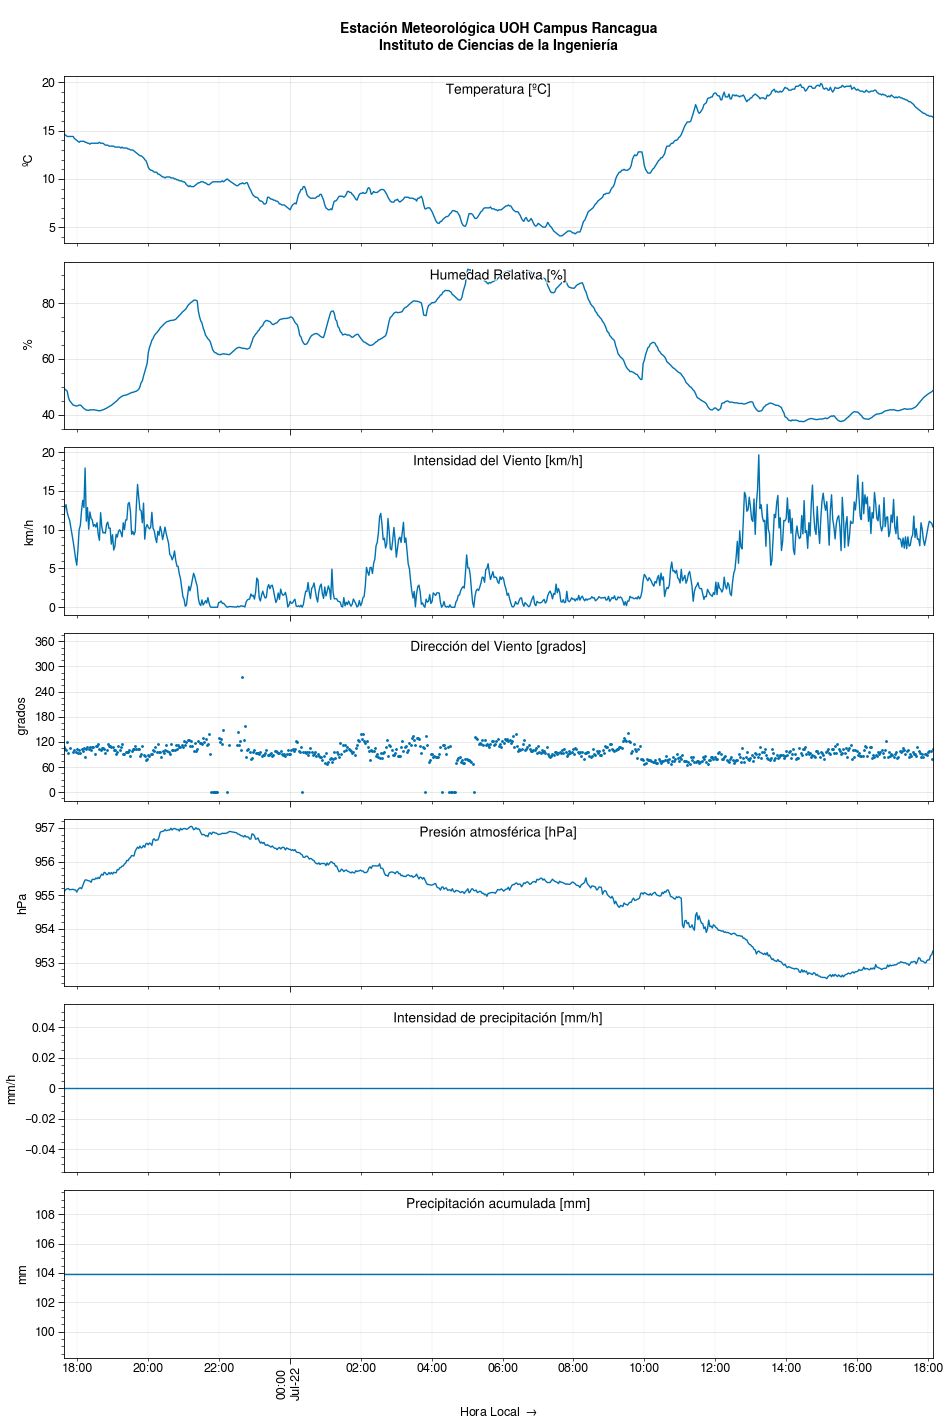 Estación Meteorológica UOH Campus Rancagua
Instituto de Ciencias de la Ingeniería
Temperatura [ºC]
ºC
20
15
10
5
Humedad Relativa [%]
%
80
60
40
Intensidad del Viento [km/h]
km/h
20
15
10
5
0
Dirección del Viento [grados]
grados
360
300
240
180
120
60
0
Presión atmosférica [hPa]
hPa
957
956
955
954
953
Intensidad de precipitación [mm/h]
mm/h
0.04
0.02
0
−0.02
−0.04
Precipitación acumulada [mm]
mm
108
106
104
102
100
18:00 20:00 22:00 00:00 02:00 04:00 06:00 08:00 10:00 12:00 14:00 16:00 18:00
Jul-22
Hora Local →